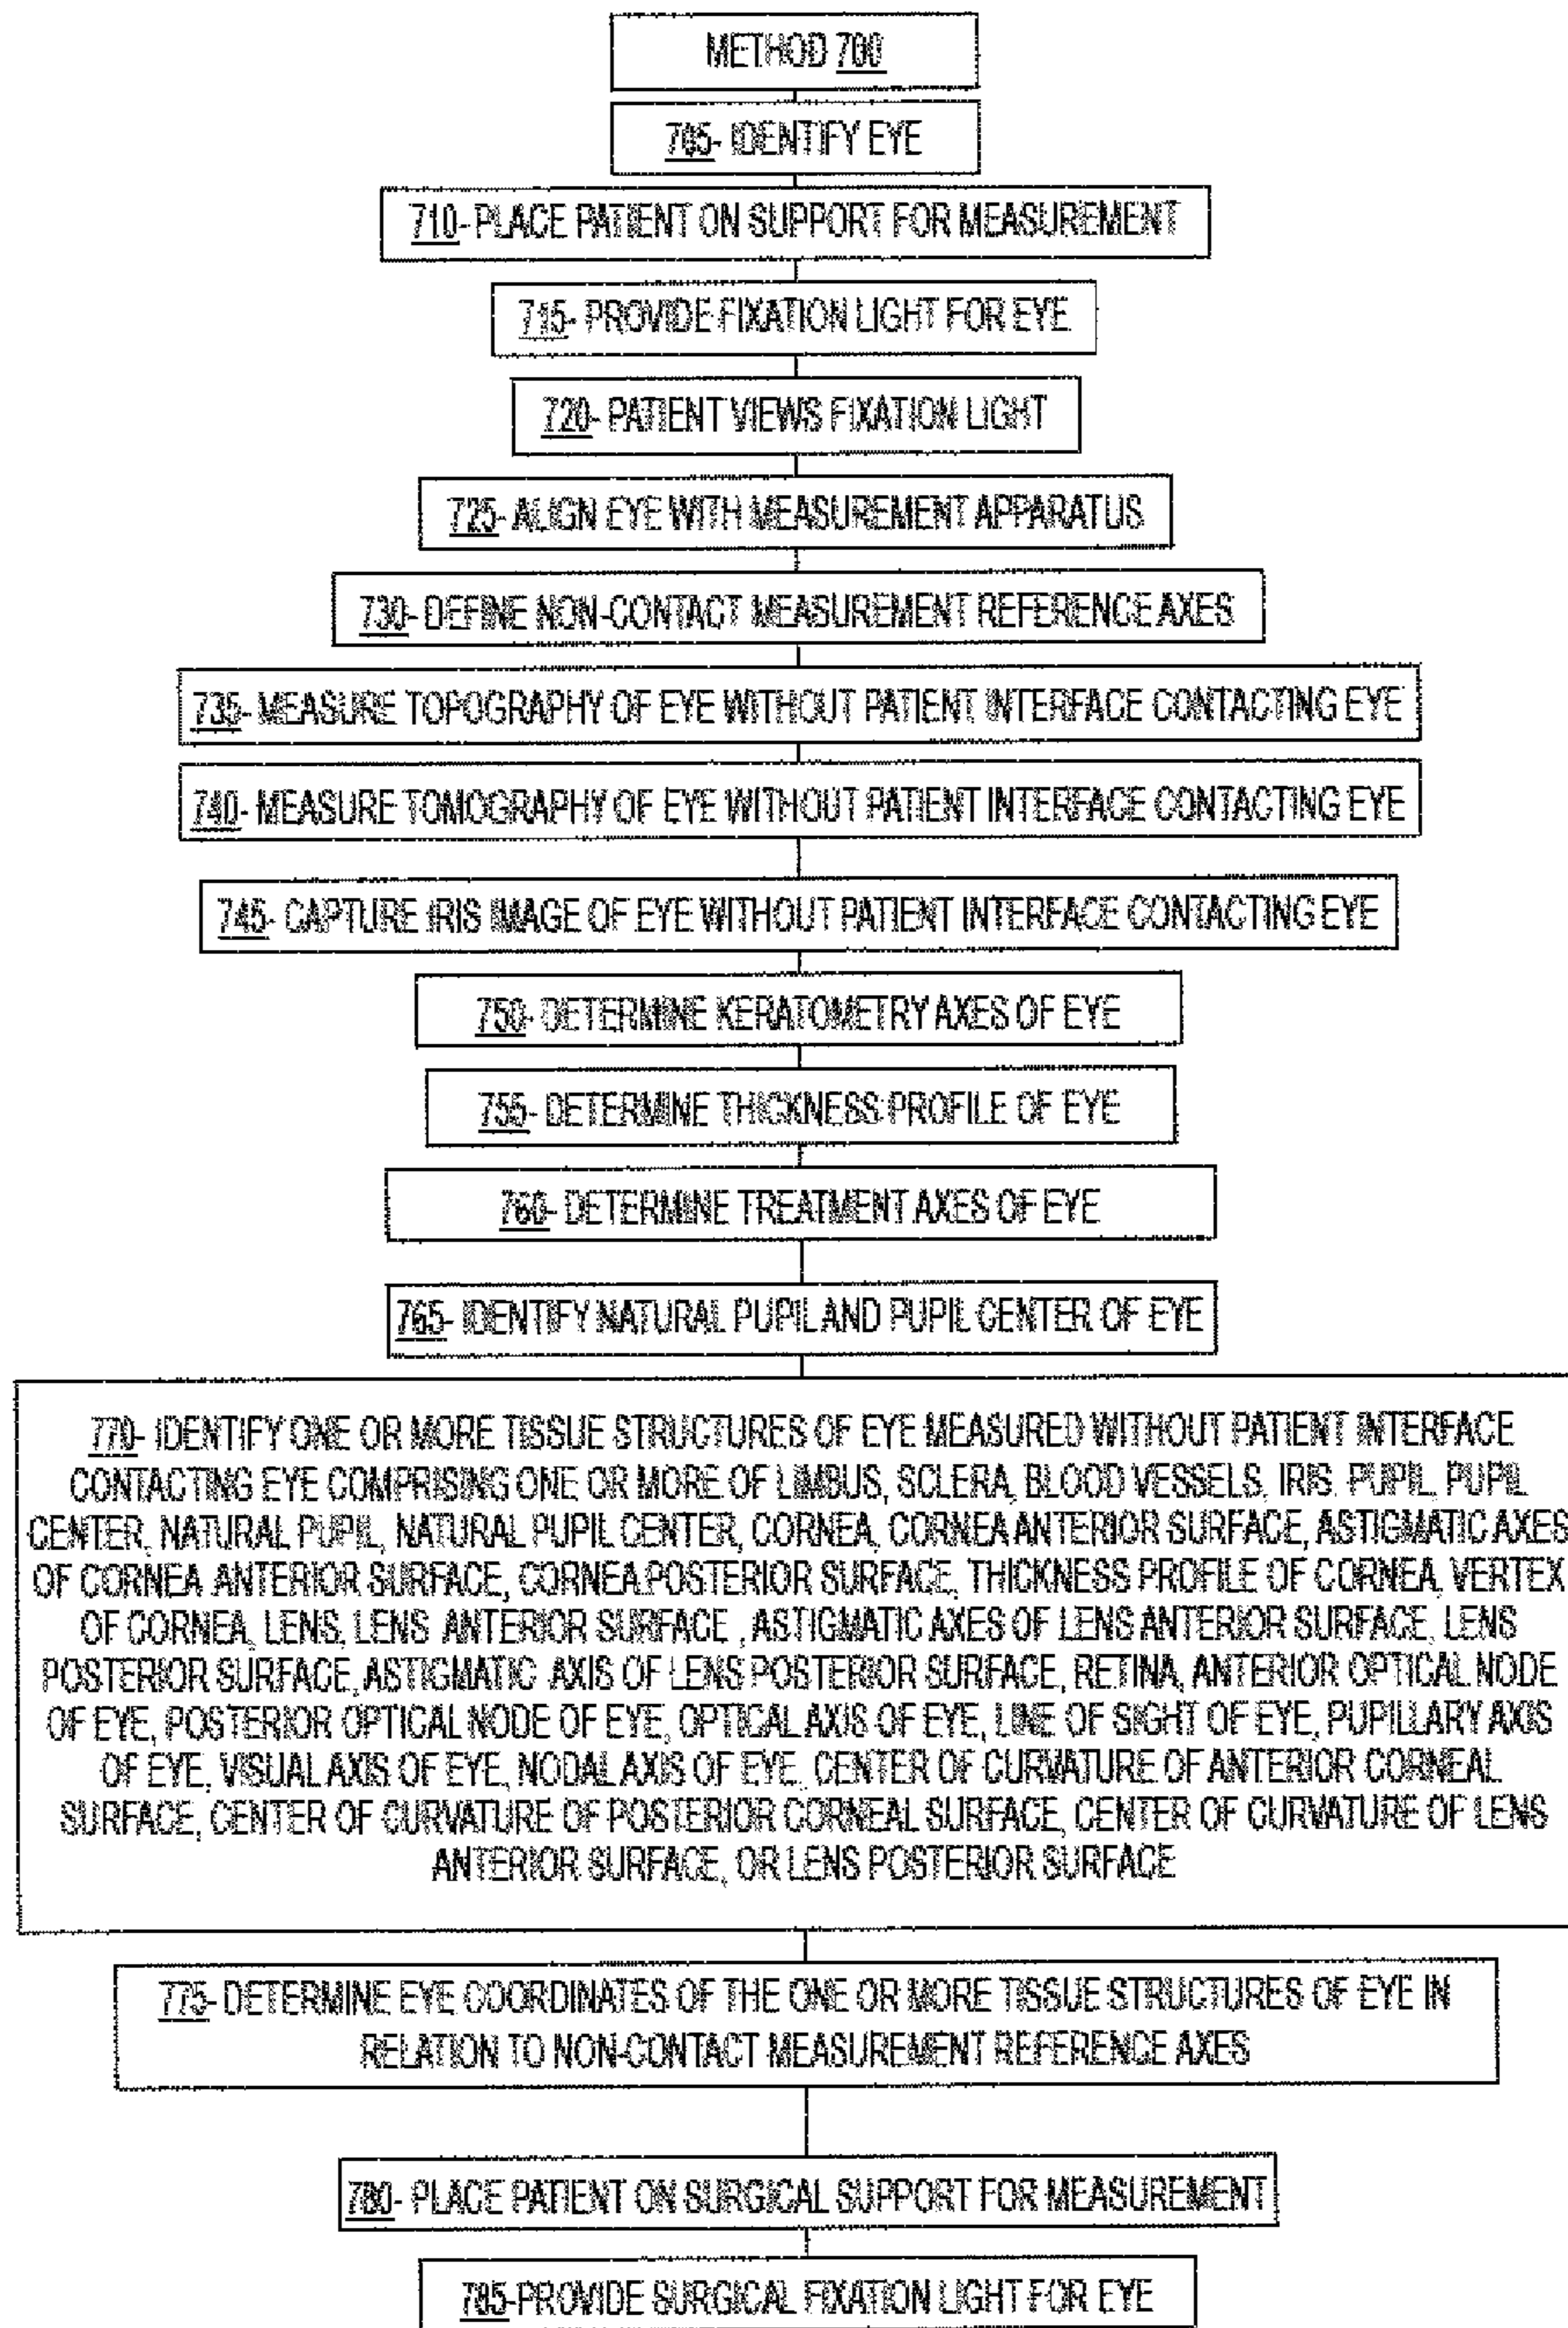 METHOD 700
705- IDENTIFY EYE
710- PLACE PATIENT ON SUPPORT FOR MEASUREMENT
715- PROVIDE FIXATION LIGHT FOR EYE
720- PATIENT VIEWS FIXATION LIGHT
725- ALIGN EYE WITH MEASUREMENT APPARATUS
730- DEFINE NON-CONTACT MEASUREMENT REFERENCE AXES
735- MEASURE TOPOGRAPHY OF EYE WITHOUT PATIENT INTERFACE CONTACTING EYE
740- MEASURE TOMOGRAPHY OF EYE WITHOUT PATIENT INTERFACE CONTACTING EYE
745- CAPTURE IRIS IMAGE OF EYE WITHOUT PATIENT INTERFACE CONTACTING EYE
750- DETERMINE KERATOMETRY AXES OF EYE
755- DETERMINE THICKNESS PROFILE OF EYE
760- DETERMINE TREATMENT AXES OF EYE
765- IDENTIFY NATURAL PUPIL AND PUPIL CENTER OF EYE
770- IDENTIFY ONE OR MORE TISSUE STRUCTURES OF EYE MEASURED WITHOUT PATIENT INTERFACE
CONTACTING EYE COMPRISING ONE OR MORE OF LIMBUS, SCLERA, BLOOD VESSELS, IRIS. PUPIL, PUPIL
CENTER, NATURAL PUPIL, NATURAL PUPIL CENTER, CORNEA, CORNEA ANTERIOR SURFACE, ASTIGMATIC AXES
OF CORNEA ANTERIOR SURFACE, CORNEA POSTERIOR SURFACE, THICKNESS PROFILE OF CORNEA, VERTEX
OF CORNEA, LENS, LENS ANTERIOR SURFACE , ASTIGMATIC AXES OF LENS ANTERIOR SURFACE, LENS
POSTERIOR SURFACE, ASTIGMATIC AXIS OF LENS POSTERIOR SURFACE, RETINA, ANTERIOR OPTICAL NODE
OF EYE, POSTERIOR OPTICAL NODE OF EYE, OPTICAL AXIS OF EYE, LINE OF SIGHT OF EYE, PUPILLARY AXIS
OF EYE, VISUAL AXIS OF EYE, NODAL AXIS OF EYE, CENTER OF CURVATURE OF ANTERIOR CORNEAL
SURFACE, CENTER OF CURVATURE OF POSTERIOR CORNEAL SURFACE, CENTER OF CURVATURE OF LENS
ANTERIOR SURFACE, OR LENS POSTERIOR SURFACE
775- DETERMINE EYE COORDINATES OF THE ONE OR MORE TISSUE STRUCTURES OF EYE IN
RELATION TO NON-CONTACT MEASUREMENT REFERENCE AXES
780- PLACE PATIENT ON SURGICAL SUPPORT FOR MEASUREMENT
785-PROVIDE SURGICAL FIXATION LIGHT FOR EYE